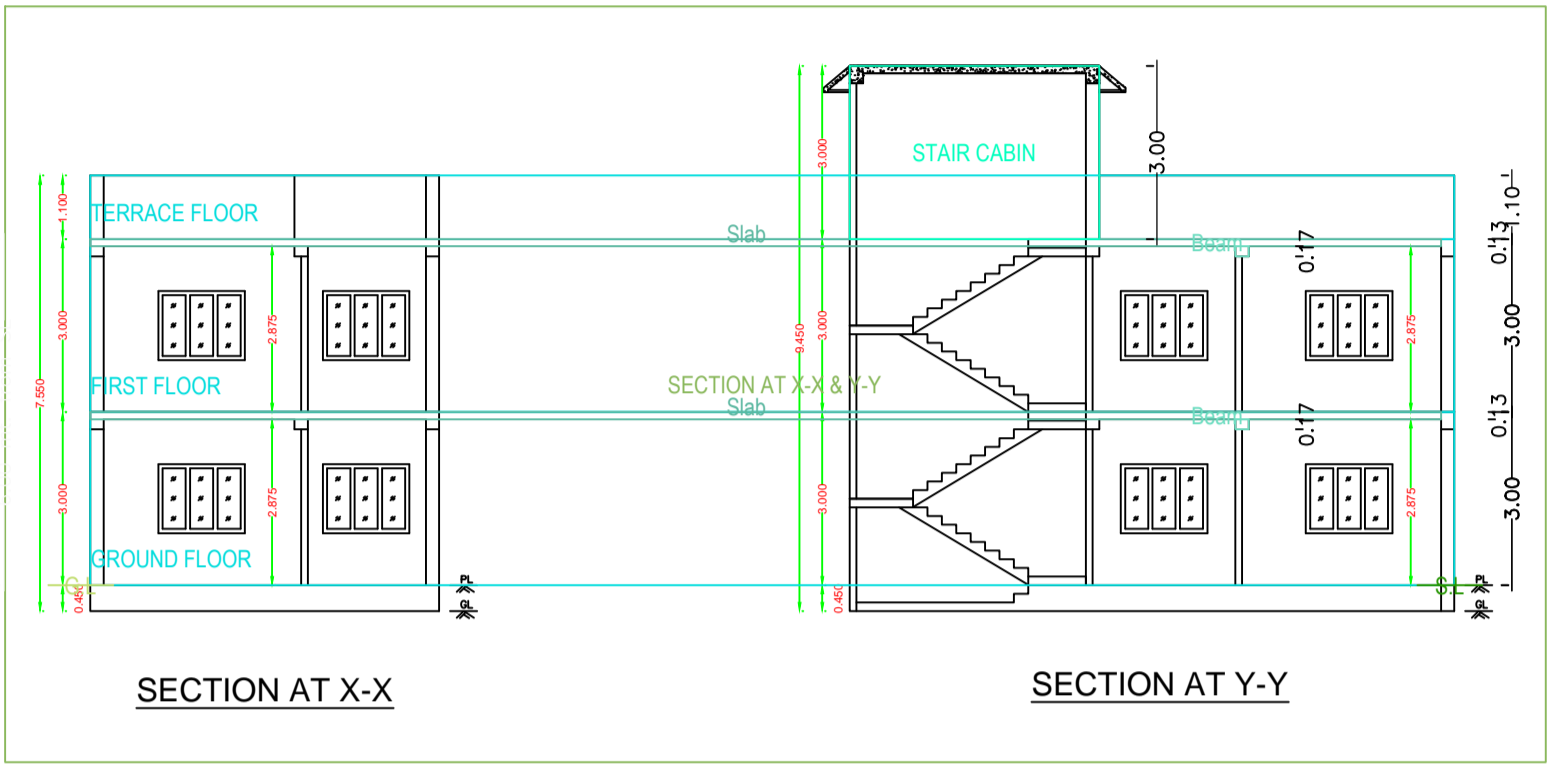 STAIR CABIN
3.000
3.00
1.100
TERRACE FLOOR
1.10
Slab
Beam
0.17
0.13
7.550
3.000
2.875
9.450
3.000
2.875
3.00
FIRST FLOOR
SECTION AT X-X & Y-Y
Slab
Beam
0.17
0.13
3.000
2.875
3.000
2.875
3.00
GROUND FLOOR
G.L
PL
PL
0.450
GL
0.450
GL
SECTION AT X-X
SECTION AT Y-Y